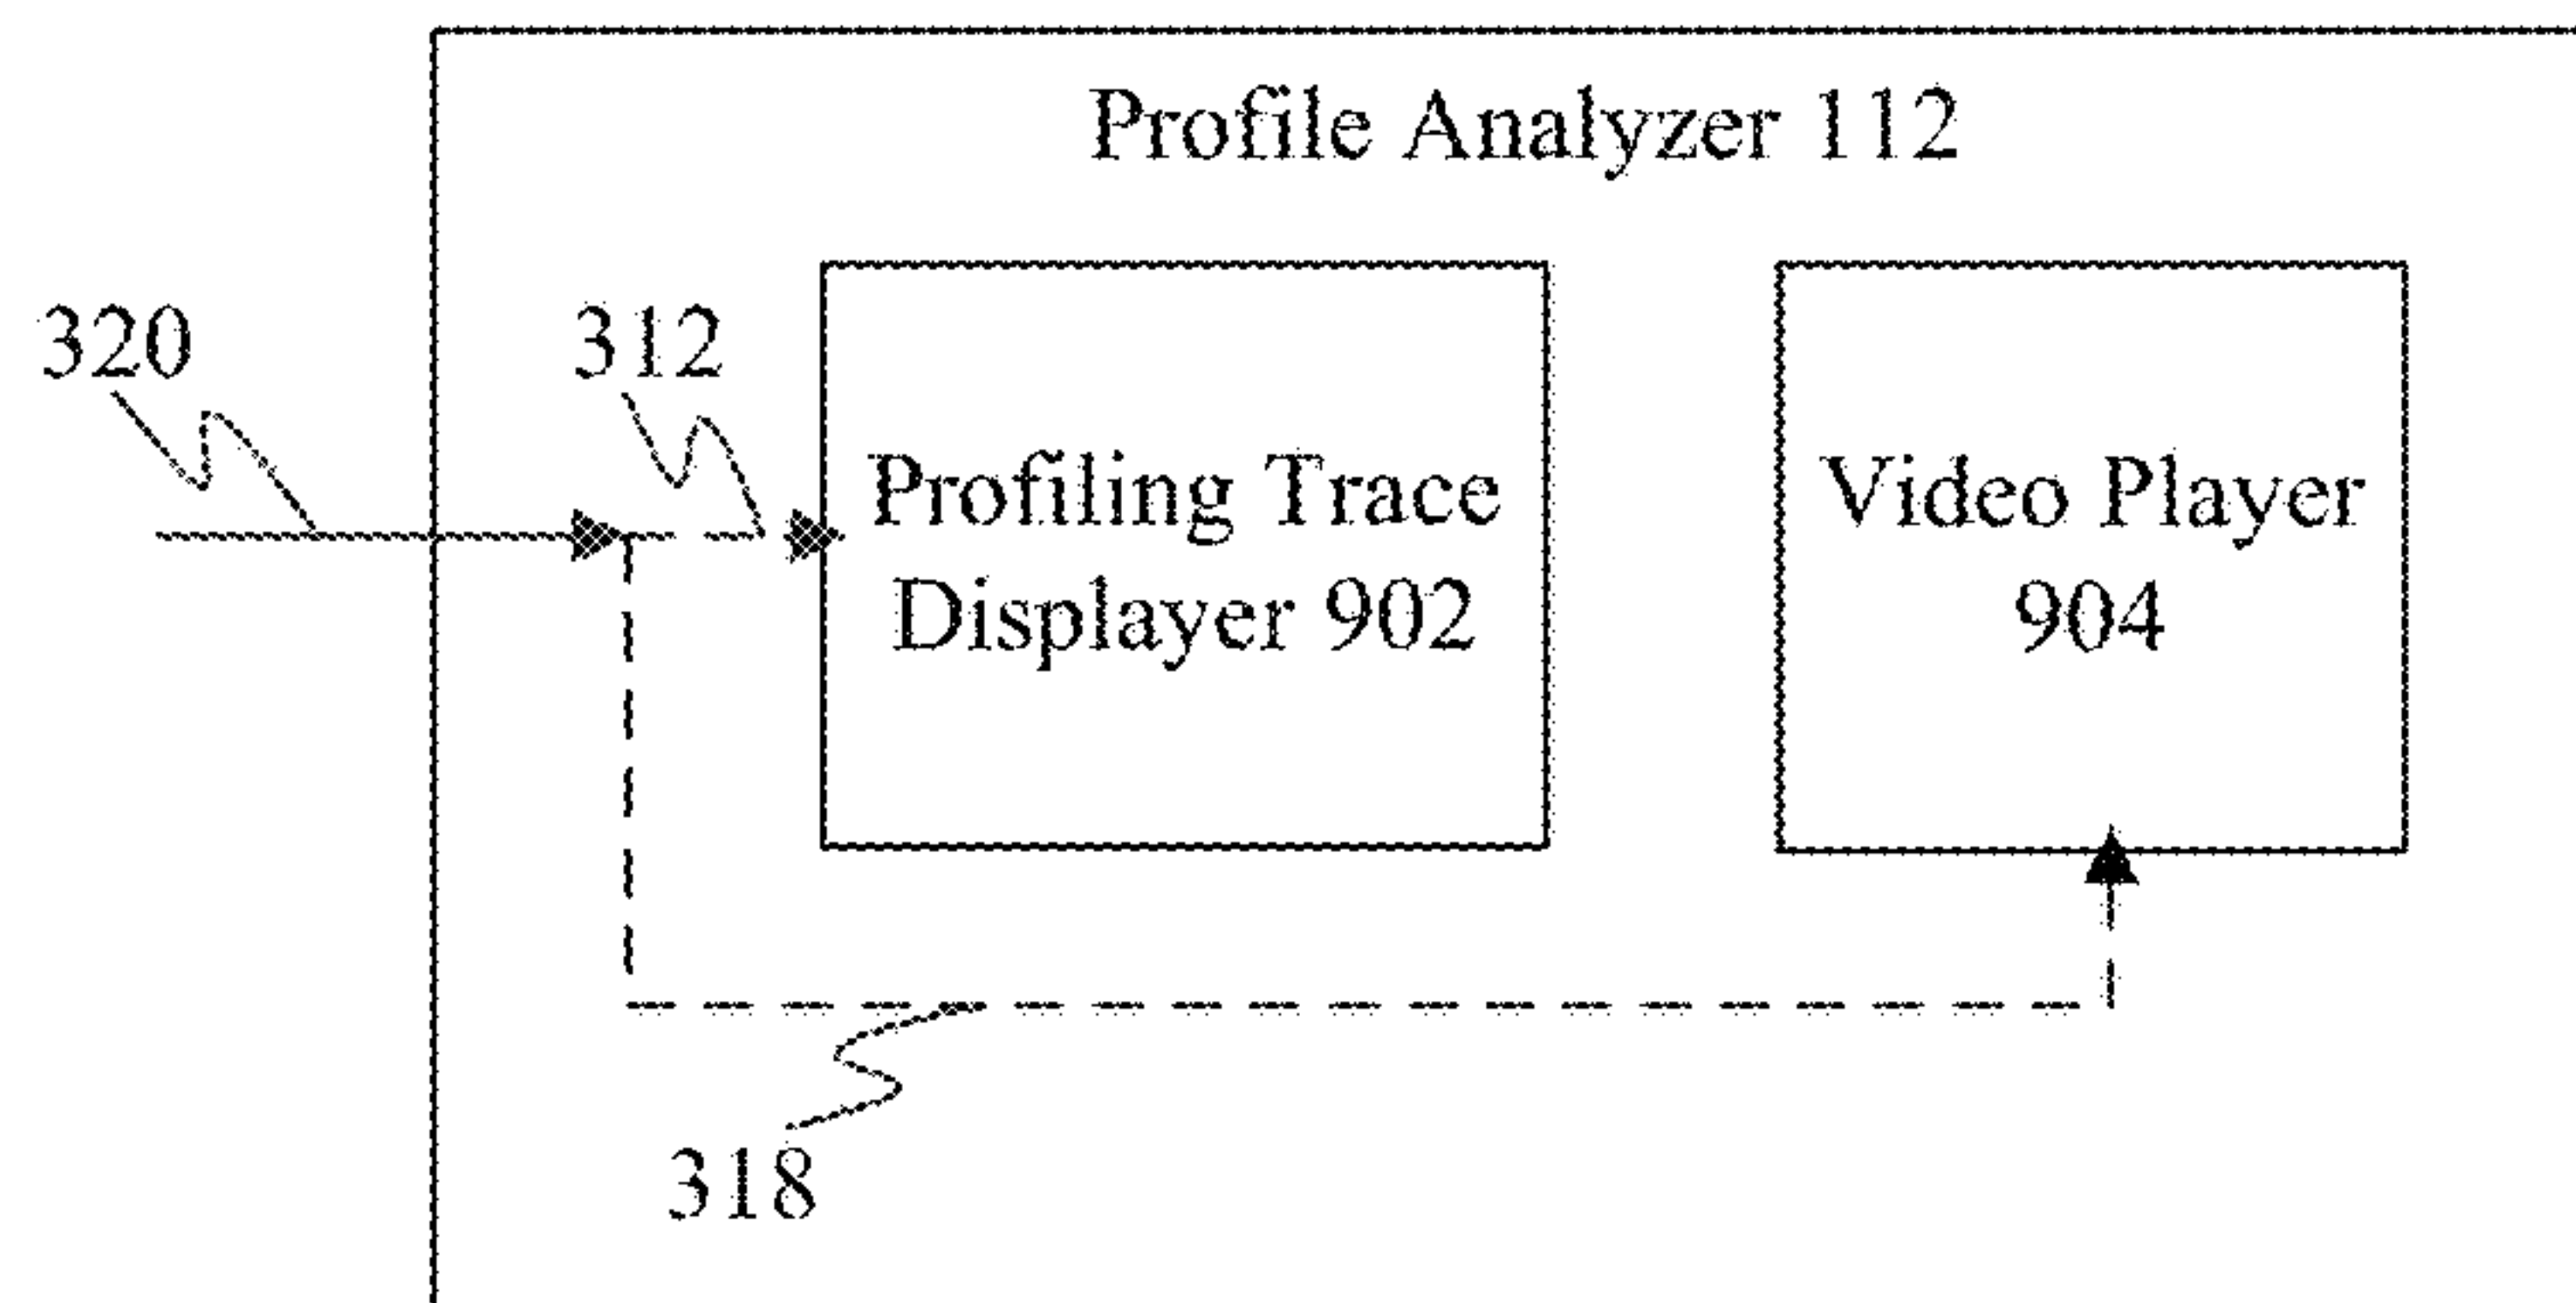 Profile Analyzer 112
320
312
Profiling Trace
Displayer 902
Video Player
904
318